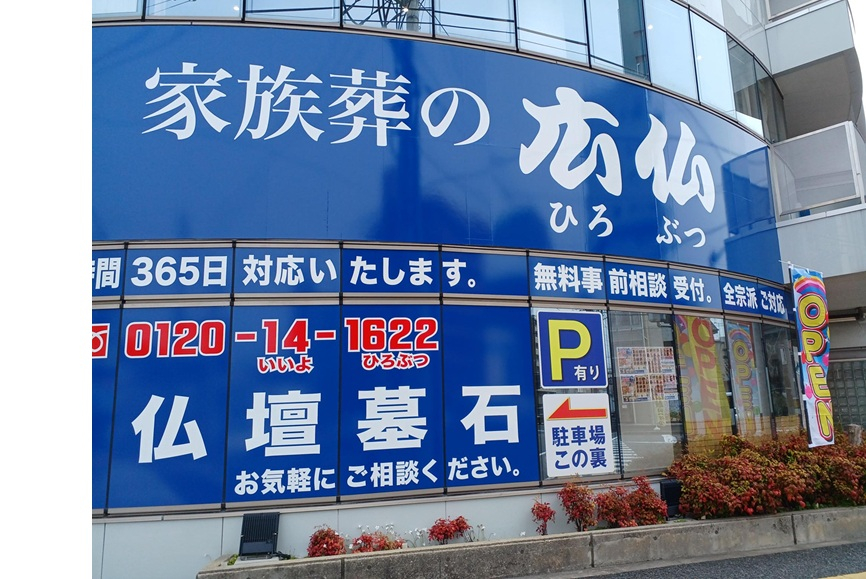 家族葬の 広仏
ひろ ぶつ
時間 365日 対応いたします。 無料事前相談受付。 全宗派ご対応
0120-14-1622
いいよ ひろぶつ
仏壇墓石
お気軽にご相談ください。
P
有り
駐車場
この裏
OPEN
OPEN